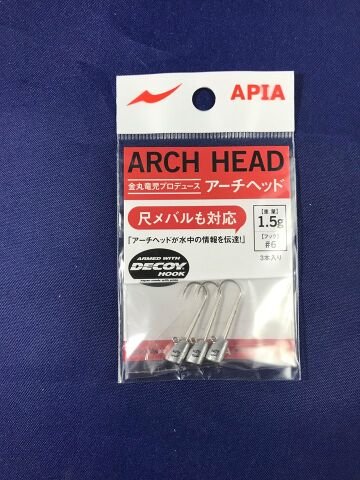 APIA
ARCH HEAD
金丸竜児プロデュース アーチヘッド
尺メバルも対応
「アーチヘッドが水中の情報を伝達!」
【重量】
1.5g
【フック】
#6
3本入り
ARMED WITH
DECOY
HOOK